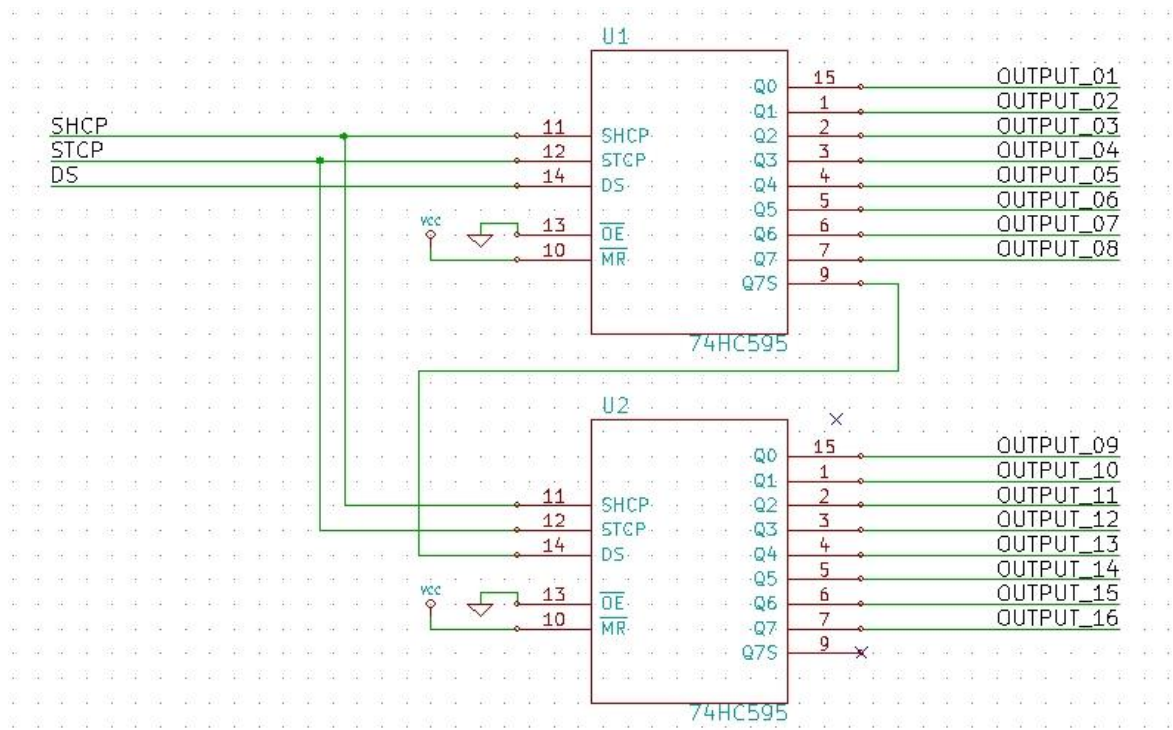 U1
15 OUTPUT_01
Q0
1 OUTPUT_02
Q1
SHCP 11 SHCP Q2 2 OUTPUT_03
STCP 12 STCP Q3 3 OUTPUT_04
DS 14 DS Q4 4 OUTPUT_05
Q5 5 OUTPUT_06
vcc 13 OE Q6 6 OUTPUT_07
10 MR Q7 7 OUTPUT_08
Q7S 9
74HC595
U2
Q0 15 OUTPUT_09
Q1 1 OUTPUT_10
11 SHCP Q2 2 OUTPUT_11
12 STCP Q3 3 OUTPUT_12
14 DS Q4 4 OUTPUT_13
Q5 5 OUTPUT_14
vcc 13 OE Q6 6 OUTPUT_15
10 MR Q7 7 OUTPUT_16
Q7S 9
74HC595